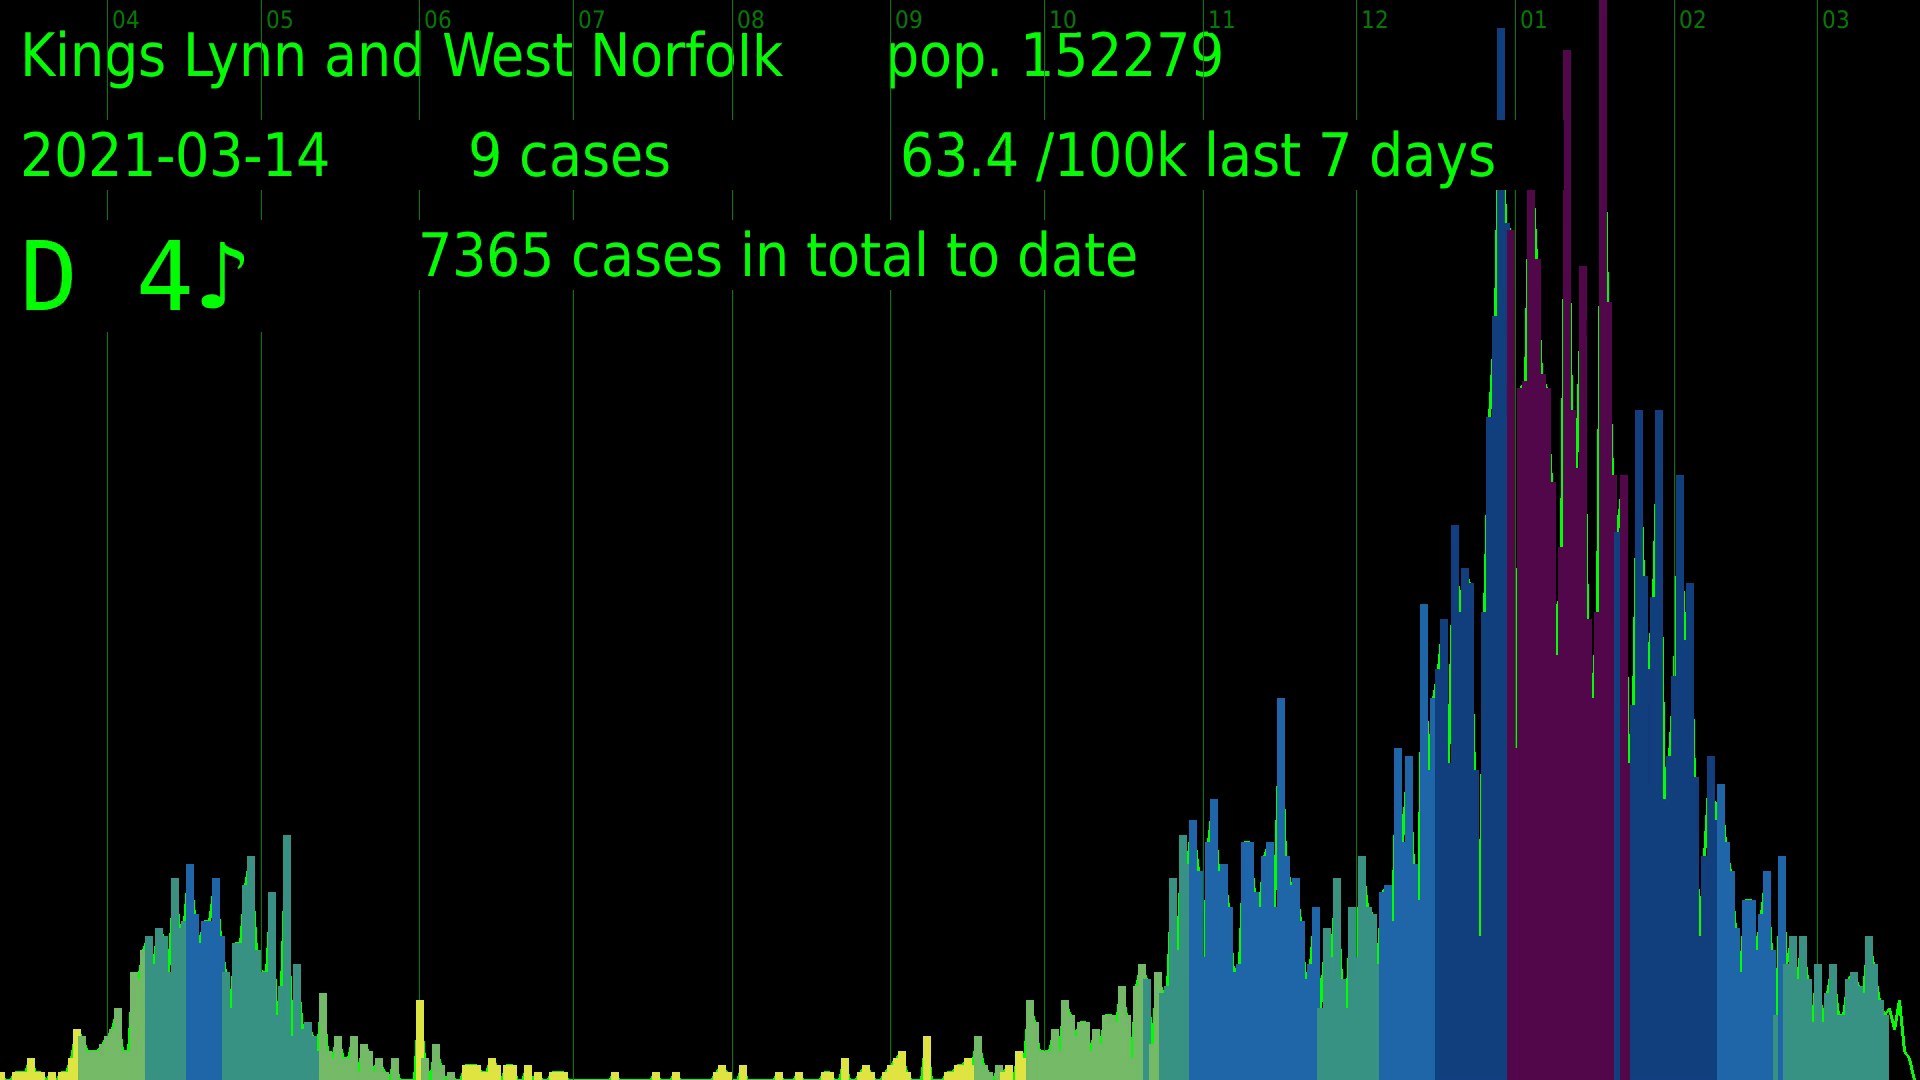 04 05 06 07 08 09 10 11 12 01 02 03
Kings Lynn and West Norfolk pop. 152279
2021-03-14 9 cases 63.4 /100k last 7 days
D 4♪ 7365 cases in total to date